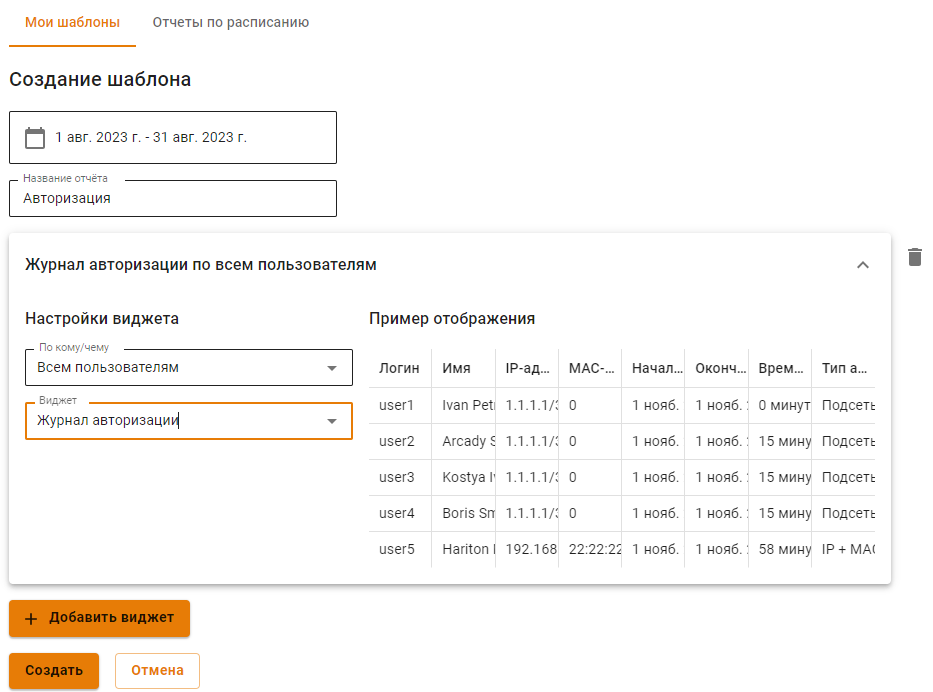 Мои шаблоны Отчеты по расписанию
Создание шаблона
1 авг. 2023 г. - 31 авг. 2023 г.
Название отчёта
Авторизация
Журнал авторизации по всем пользователям
Настройки виджета Пример отображения
По кому/чему
Всем пользователям
Виджет
Журнал авторизации
Логин Имя IP-ад... MAC-... Начал... Оконч... Врем... Тип а...
user1 Ivan Pet 1.1.1.1/ 0 1 нояб. 1 нояб. 0 минут Подсеть
user2 Arcady S 1.1.1.1/ 0 1 нояб. 1 нояб. 15 мину Подсеть
user3 Kostya 1.1.1.1/ 0 1 нояб. 1 нояб. 15 мину Подсеть
user4 Boris Sm 1.1.1.1/ 0 1 нояб. 1 нояб. 15 мину Подсеть
user5 Hariton 192.168 22:22:22 1 нояб. 1 нояб. 58 мину IP + MAC
Добавить виджет
Создать Отмена